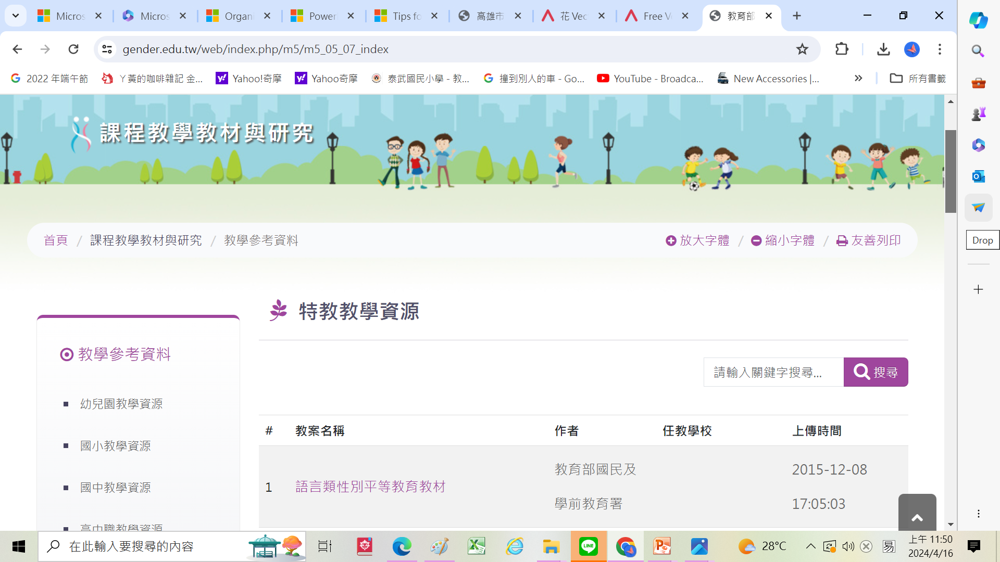 Micros
Micros
Organi
Powerl
Tips fo
高雄市
花 Vec
Free V
教育部
gender.edu.tw/web/index.php/m5/m5_05_07_index
2022 年端午節
ㄚ黃的咖啡雜記 金...
Yahoo!奇摩
Yahoo奇摩
泰武國民小學 - 教...
撞到別人的車 - Go...
YouTube - Broadca...
New Accessories |...
所有書籤
課程教學教材與研究
首頁 / 課程教學教材與研究 / 教學參考資料
放大字體 / 縮小字體 / 友善列印
Drop
特教教學資源
教學參考資料
請輸入關鍵字搜尋... 搜尋
幼兒園教學資源
國小教學資源
國中教學資源
高中職教學資源
# 教案名稱 作者 任教學校 上傳時間
1 語言類性別平等教育教材
教育部國民及
學前教育署
2015-12-08
17:05:03
在此輸入要搜尋的內容
LINE
28°C
易
上午 11:50
2024/4/16